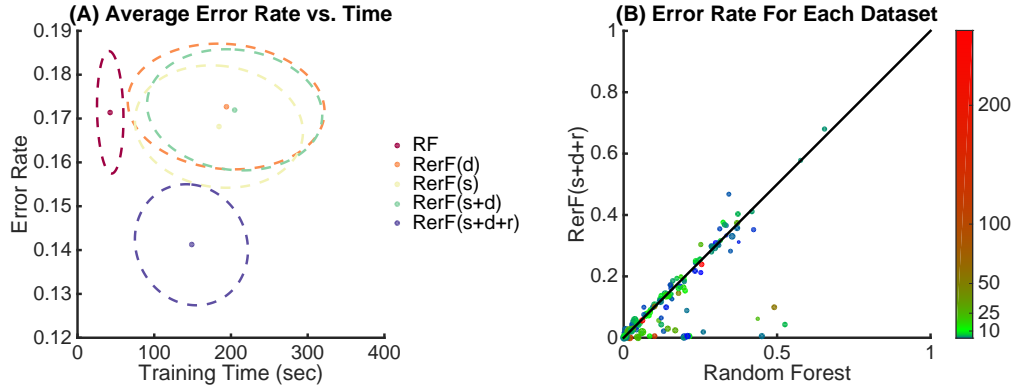 (A) Average Error Rate vs. Time
0.19
0.18
0.17
0.16
0.15
0.14
0.13
0.12
Error Rate
0
100
200
300
400
Training Time (sec)
RF
RerF(d)
RerF(s)
RerF(s+d)
RerF(s+d+r)
(B) Error Rate For Each Dataset
1
0.8
0.6
0.4
0.2
0
RerF(s+d+r)
0
0.5
1
Random Forest
200
100
50
25
10